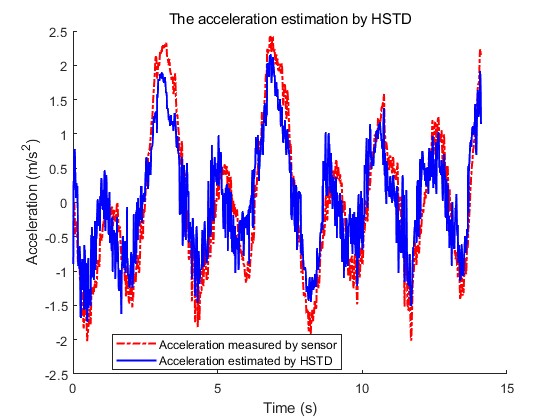 The acceleration estimation by HSTD
2.5
2
1.5
1
0.5
0
-0.5
-1
-1.5
-2
-2.5
Acceleration (m/s²)
Acceleration measured by sensor
Acceleration estimated by HSTD
0 5 10 15
Time (s)